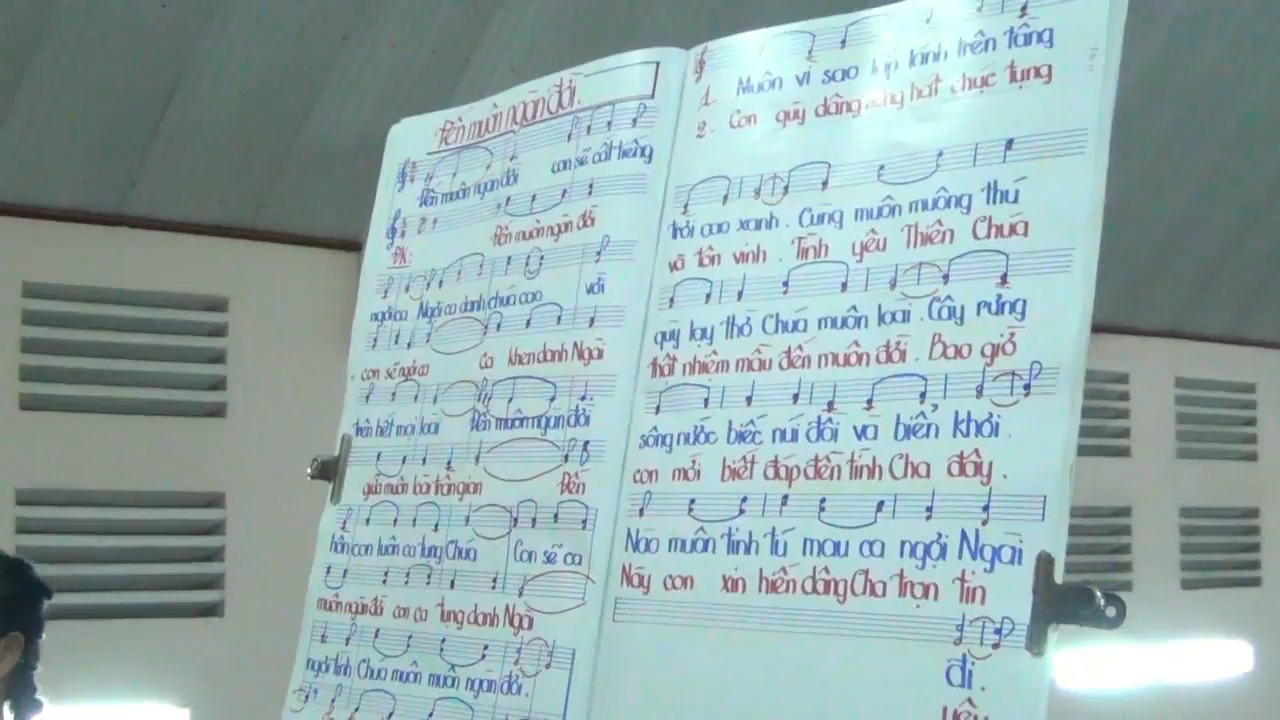 Đến muôn ngàn đời.
Đến muôn ngàn đời con sẽ cất tiếng
Đến muôn ngàn đời
ĐK:
ngợi ca Ngợi ca danh chúa cao với
con sẽ ngợi ca Ca khen danh Ngài
trên hết mọi loài Đến muôn ngàn đời.
giữa muôn loài trần gian Đến
hồn con luôn ca tụng Chúa Con sẽ ca
muôn ngàn đời con ca tụng danh Ngài
ngợi tình Chúa muôn muôn ngàn đời.
1. Muôn vì sao lấp lánh trên tầng
2. Con quỳ dâng tiếng hát chúc tụng
trời cao xanh. Cùng muôn muông thú
và tôn vinh. Tình yêu Thiên Chúa
quỳ lạy thờ Chúa muôn loài. Cây rừng
thật nhiệm mầu đến muôn đời. Bao giờ
sông nước biếc núi đồi và biển khơi.
con mới biết đáp đền tình Cha đây.
Nào muôn tinh tú mau ca ngợi Ngài
Này con xin hiến dâng Cha trọn tin
đi.
yêu